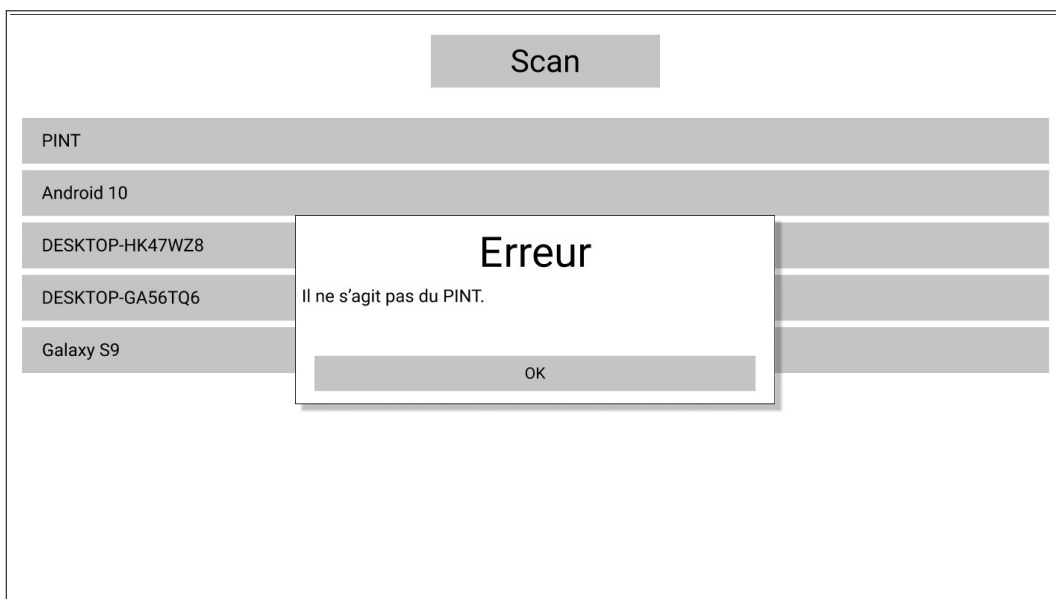 Scan
PINT
Android 10
DESKTOP-HK47WZ8
DESKTOP-GA56TQ6
Galaxy S9
Erreur
Il ne s’agit pas du PINT.
OK